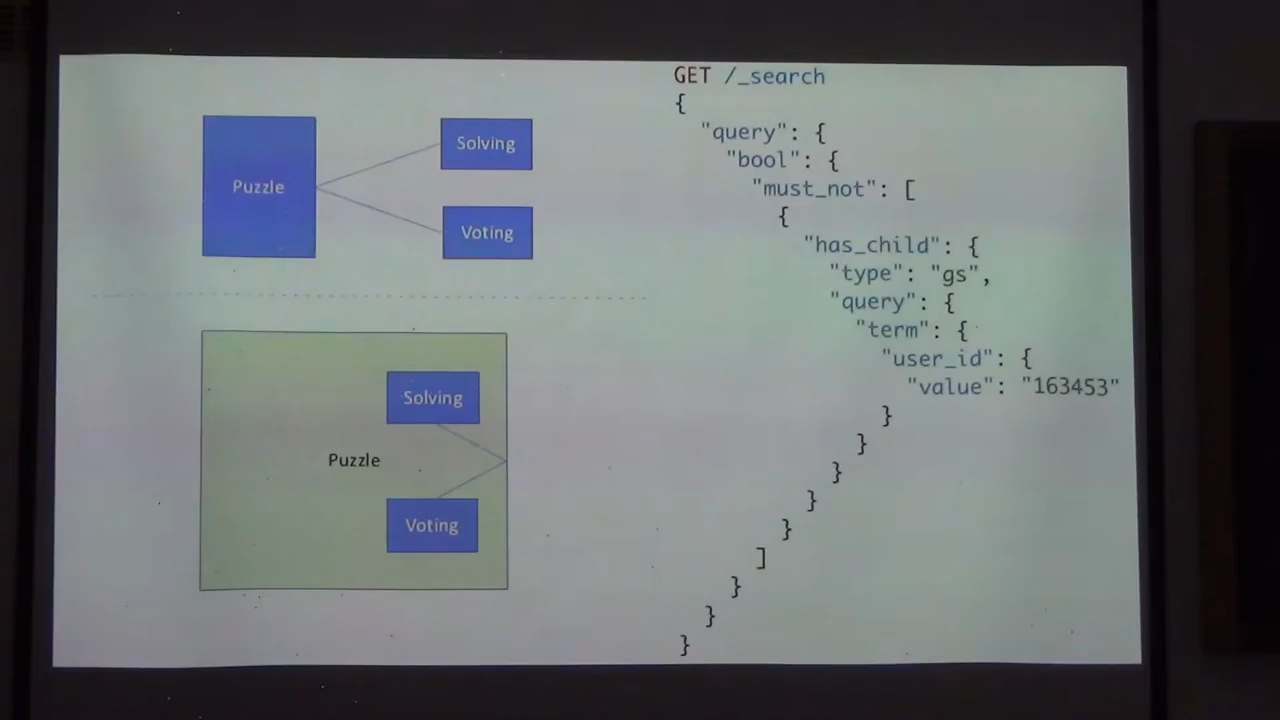 Puzzle
Solving
Voting
Solving
Puzzle
Voting
GET /_search
{
"query": {
"bool": {
"must_not": [
{
"has_child": {
"type": "gs",
"query": {
"term": {
"user_id": {
"value": "163453"
}
}
}
}
}
]
}
}
}